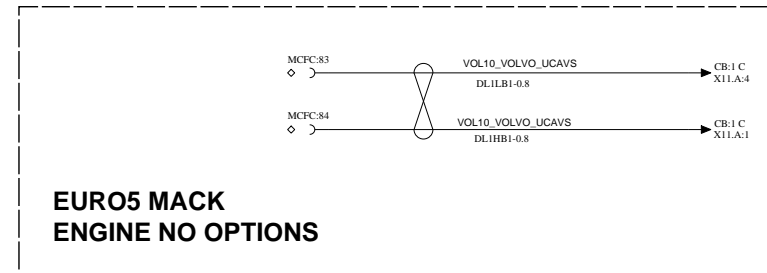 MCFC:83
VOL10_VOLVO_UCAVS
CB:1 C
DL1LB1-0.8
X11.A:4
MCFC:84
VOL10_VOLVO_UCAVS
CB:1 C
DL1HB1-0.8
X11.A:1
EURO5 MACK
ENGINE NO OPTIONS